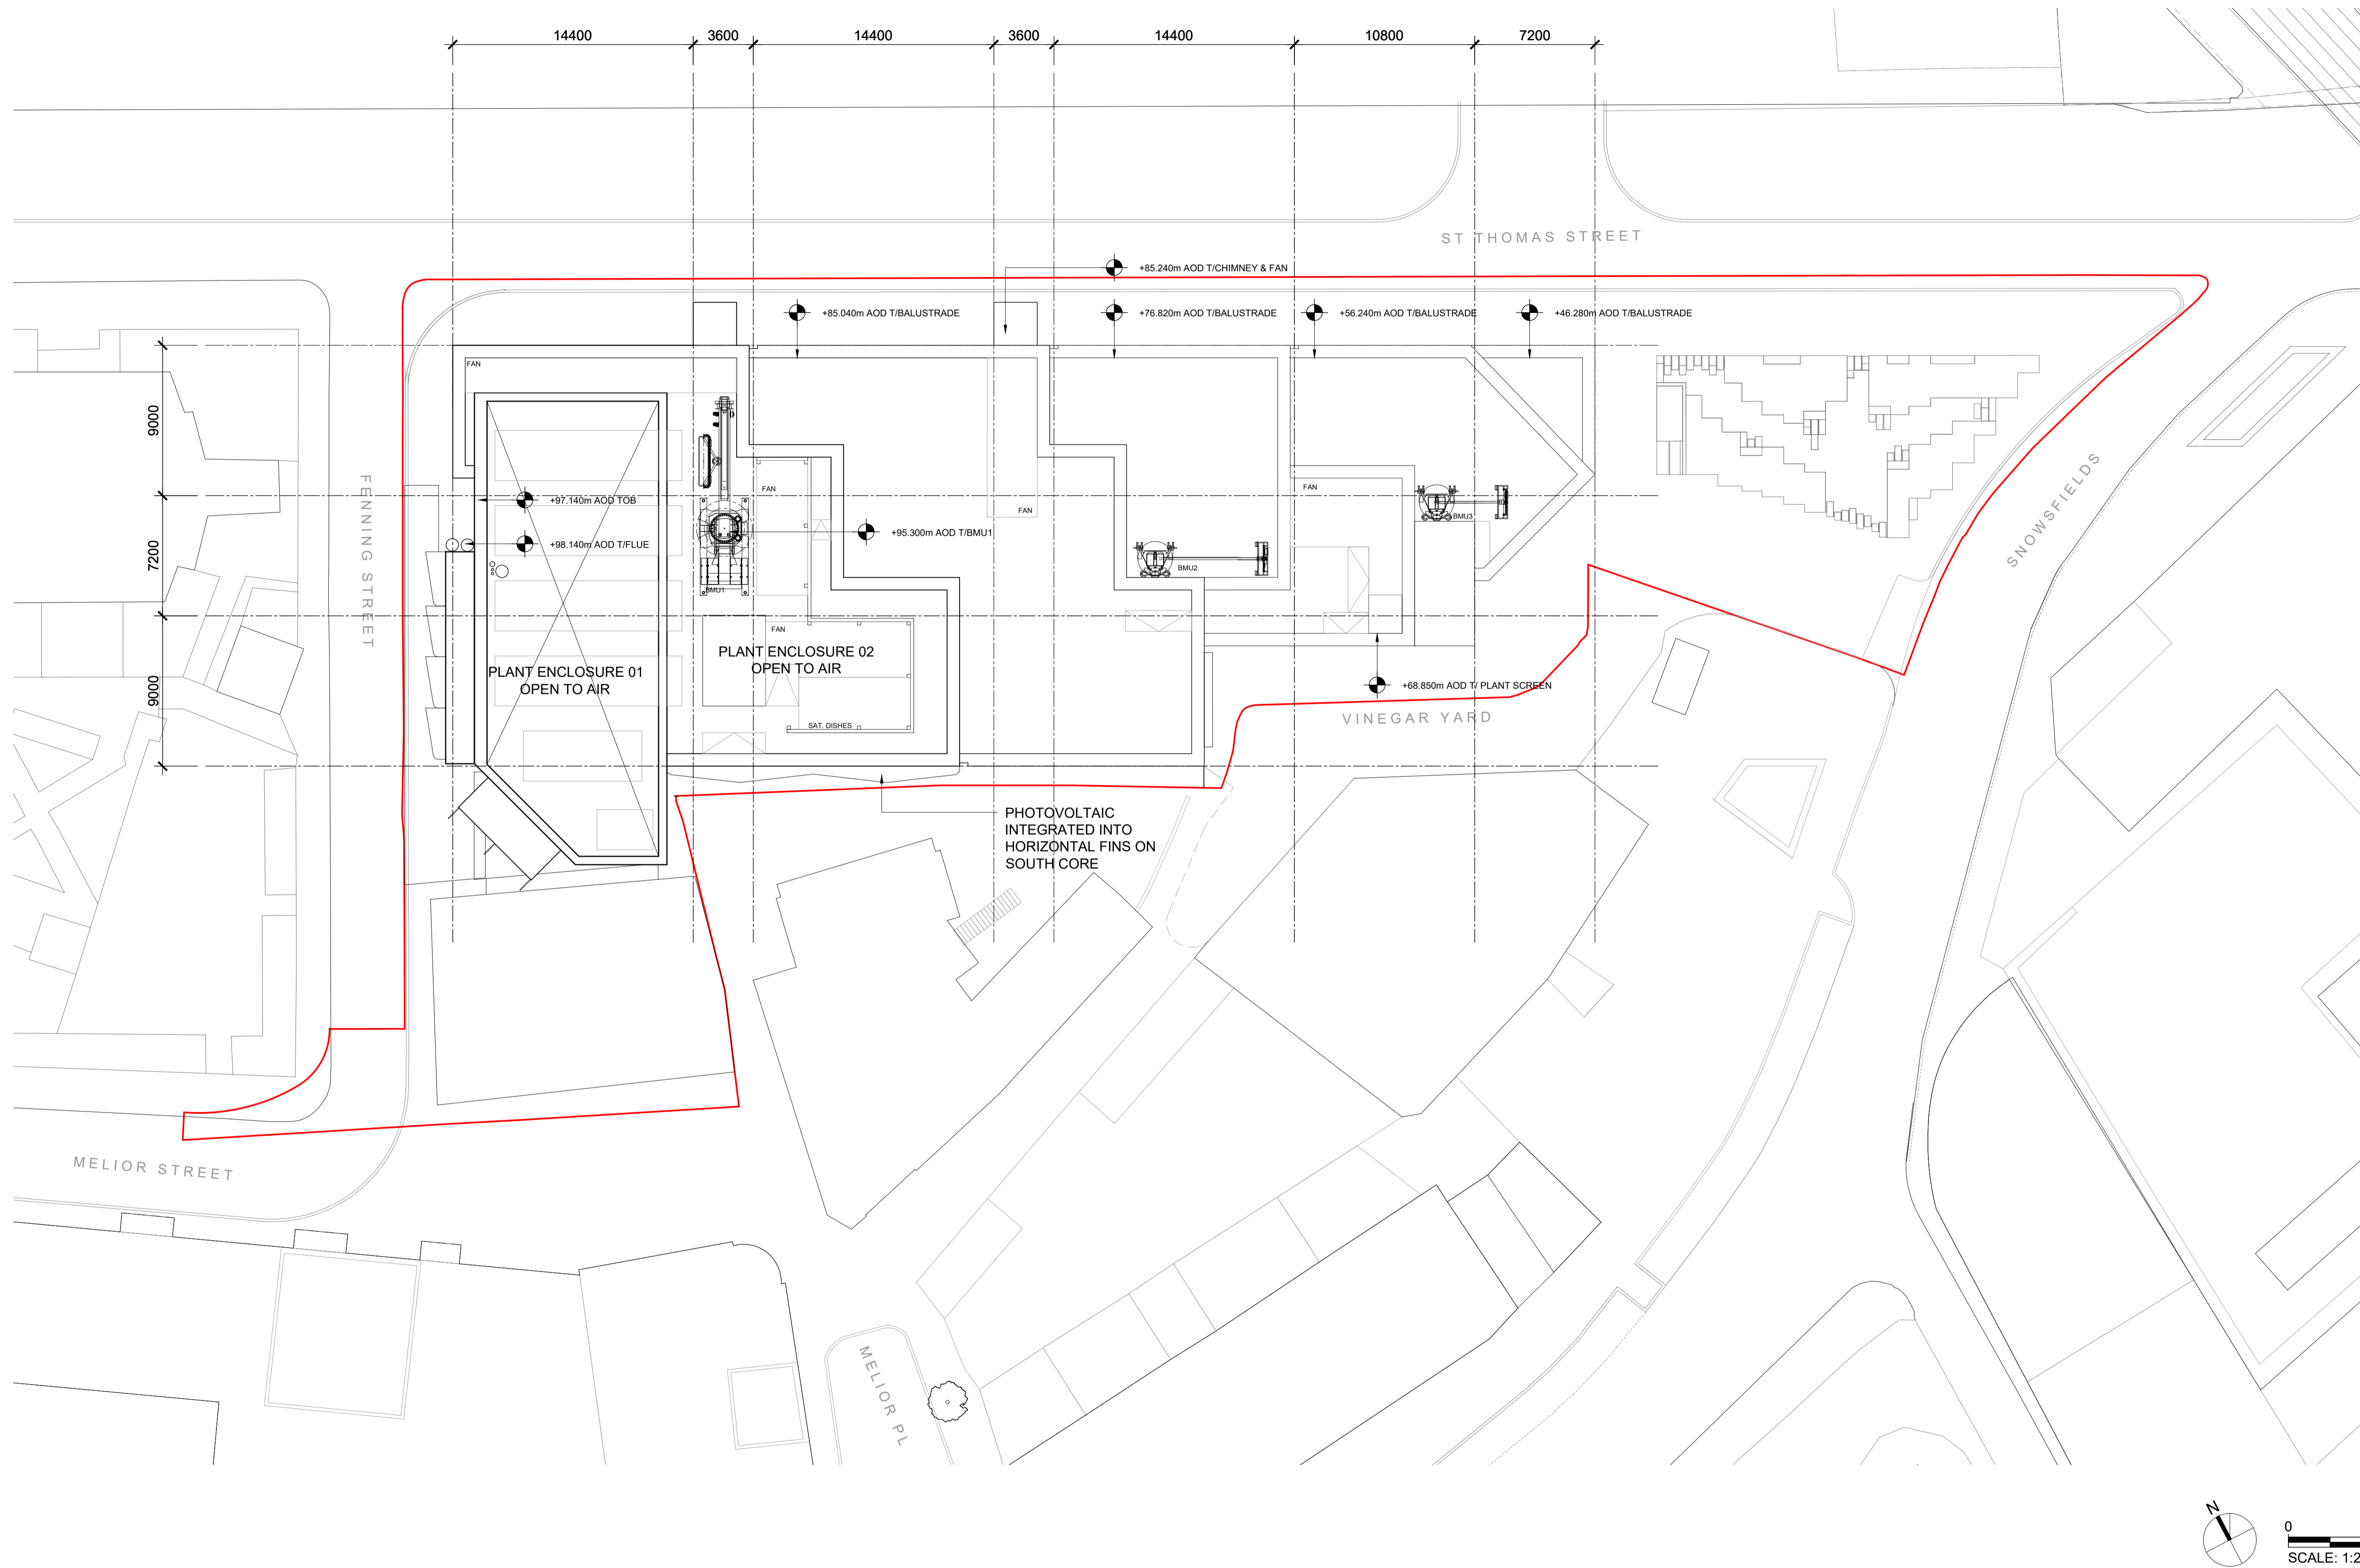 14400
3600
14400
3600
14400
10800
7200
ST THOMAS STREET
+85.240m AOD T/CHIMNEY & FAN
+85.040m AOD T/BALUSTRADE
+76.820m AOD T/BALUSTRADE
+56.240m AOD T/BALUSTRADE
+46.280m AOD T/BALUSTRADE
9000
7200
9000
FENNING STREET
SNOWSFIELDS
FAN
FAN
FAN
FAN
FAN
+97.140m AOD TOB
+98.140m AOD T/FLUE
+95.300m AOD T/BMU1
BMU1
BMU2
BMU3
PLANT ENCLOSURE 01
OPEN TO AIR
PLANT ENCLOSURE 02
OPEN TO AIR
SAT. DISHES
+68.850m AOD T/ PLANT SCREEN
VINEGAR YARD
PHOTOVOLTAIC
INTEGRATED INTO
HORIZONTAL FINS ON
SOUTH CORE
MELIOR STREET
MELIOR PL
N
0
SCALE: 1:2